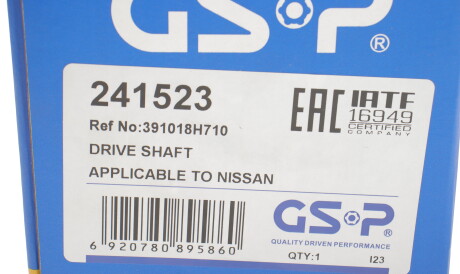 GSP®
241523
EAC IATF
16949
CERTIFIED
COMPANY
Ref No:391018H710
DRIVE SHAFT
APPLICABLE TO NISSAN
GSP
QUALITY DRIVEN PERFORMANCE
6 920780 895860
QTY:1 I23